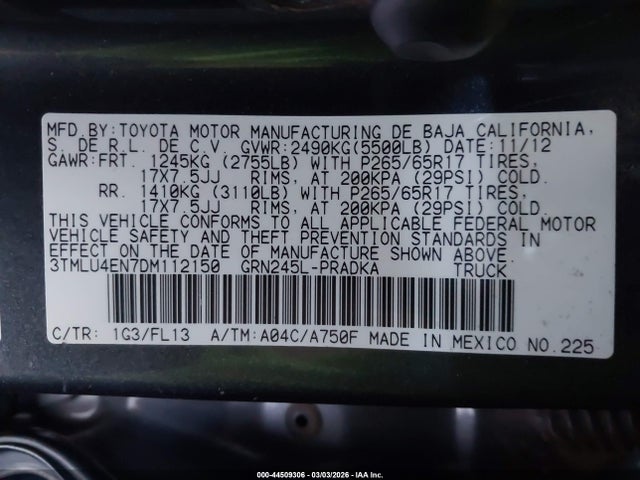 MFD.BY:TOYOTA MOTOR MANUFACTURING DE BAJA CALIFORNIA,
S. DE R.L. DE C.V. GVWR:2490KG(5500LB) DATE:11/12
GAWR:FRT. 1245KG (2755LB) WITH P265/65R17 TIRES,
17X7.5JJ RIMS, AT 200KPA (29PSI) COLD.
RR. 1410KG (3110LB) WITH P265/65R17 TIRES,
17X7.5JJ RIMS, AT 200KPA (29PSI) COLD.
THIS VEHICLE CONFORMS TO ALL APPLICABLE FEDERAL MOTOR
VEHICLE SAFETY AND THEFT PREVENTION STANDARDS IN
EFFECT ON THE DATE OF MANUFACTURE SHOWN ABOVE.
3TMLU4EN7DM112150 GRN245L-PRADKA TRUCK
C/TR: 1G3/FL13 A/TM:A04C/A750F MADE IN MEXICO NO.225
000-44509306 - 03/03/2026 - IAA Inc.